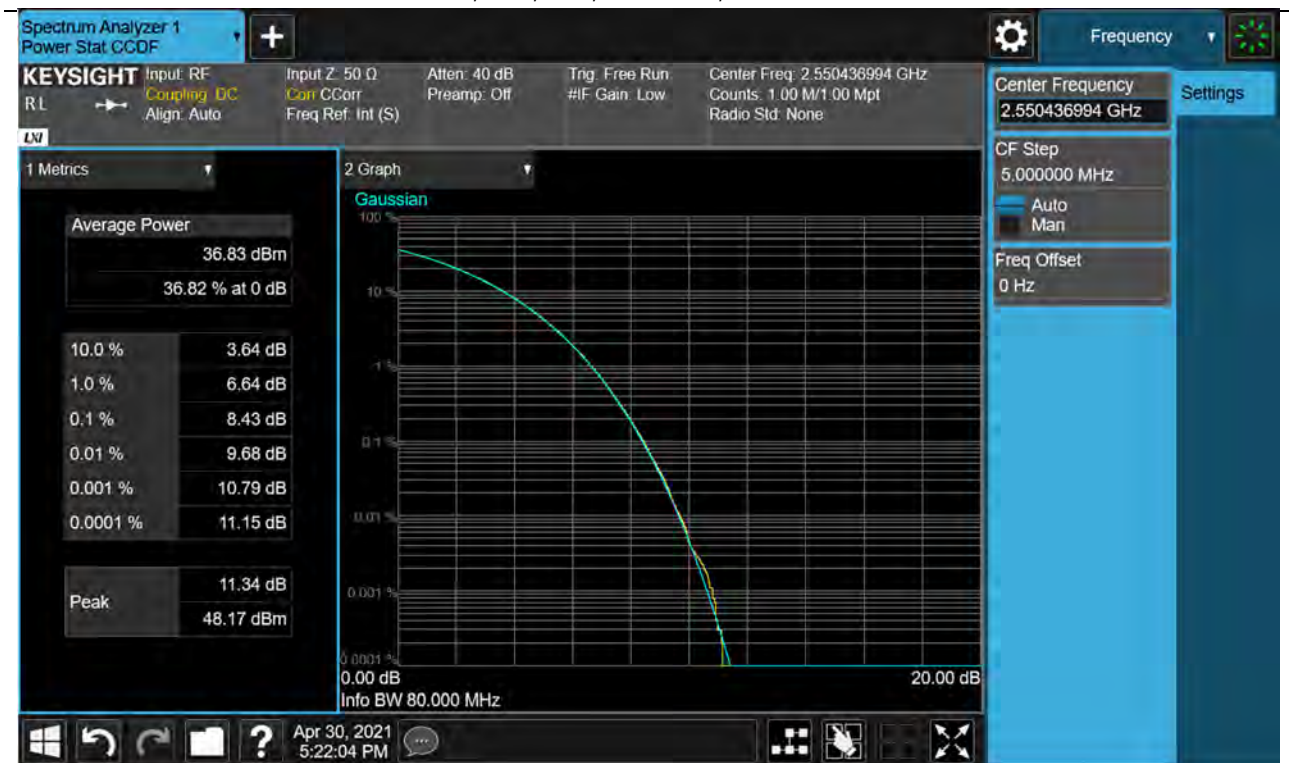 Spectrum Analyzer 1
Power Stat CCDF
Frequency
KEYSIGHT
RL
LXI
Input: RF
Coupling: DC
Align: Auto
Input Z: 50 Ω
Corr CCorr
Freq Ref: Int (S)
Atten: 40 dB
Preamp: Off
Trig: Free Run
#IF Gain: Low
Center Freq: 2.550436994 GHz
Counts: 1.00 M/1.00 Mpt
Radio Std: None
Center Frequency
2.550436994 GHz
Settings
CF Step
5.000000 MHz
Auto
Man
Freq Offset
0 Hz
1 Metrics
Average Power
36.83 dBm
36.82 % at 0 dB
10.0 % 3.64 dB
1.0 % 6.64 dB
0.1 % 8.43 dB
0.01 % 9.68 dB
0.001 % 10.79 dB
0.0001 % 11.15 dB
Peak
11.34 dB
48.17 dBm
2 Graph
Gaussian
100 %
10 %
1 %
0.1 %
0.01 %
0.001 %
0.0001 %
0.00 dB 20.00 dB
Info BW 80.000 MHz
?
Apr 30, 2021
5:22:04 PM